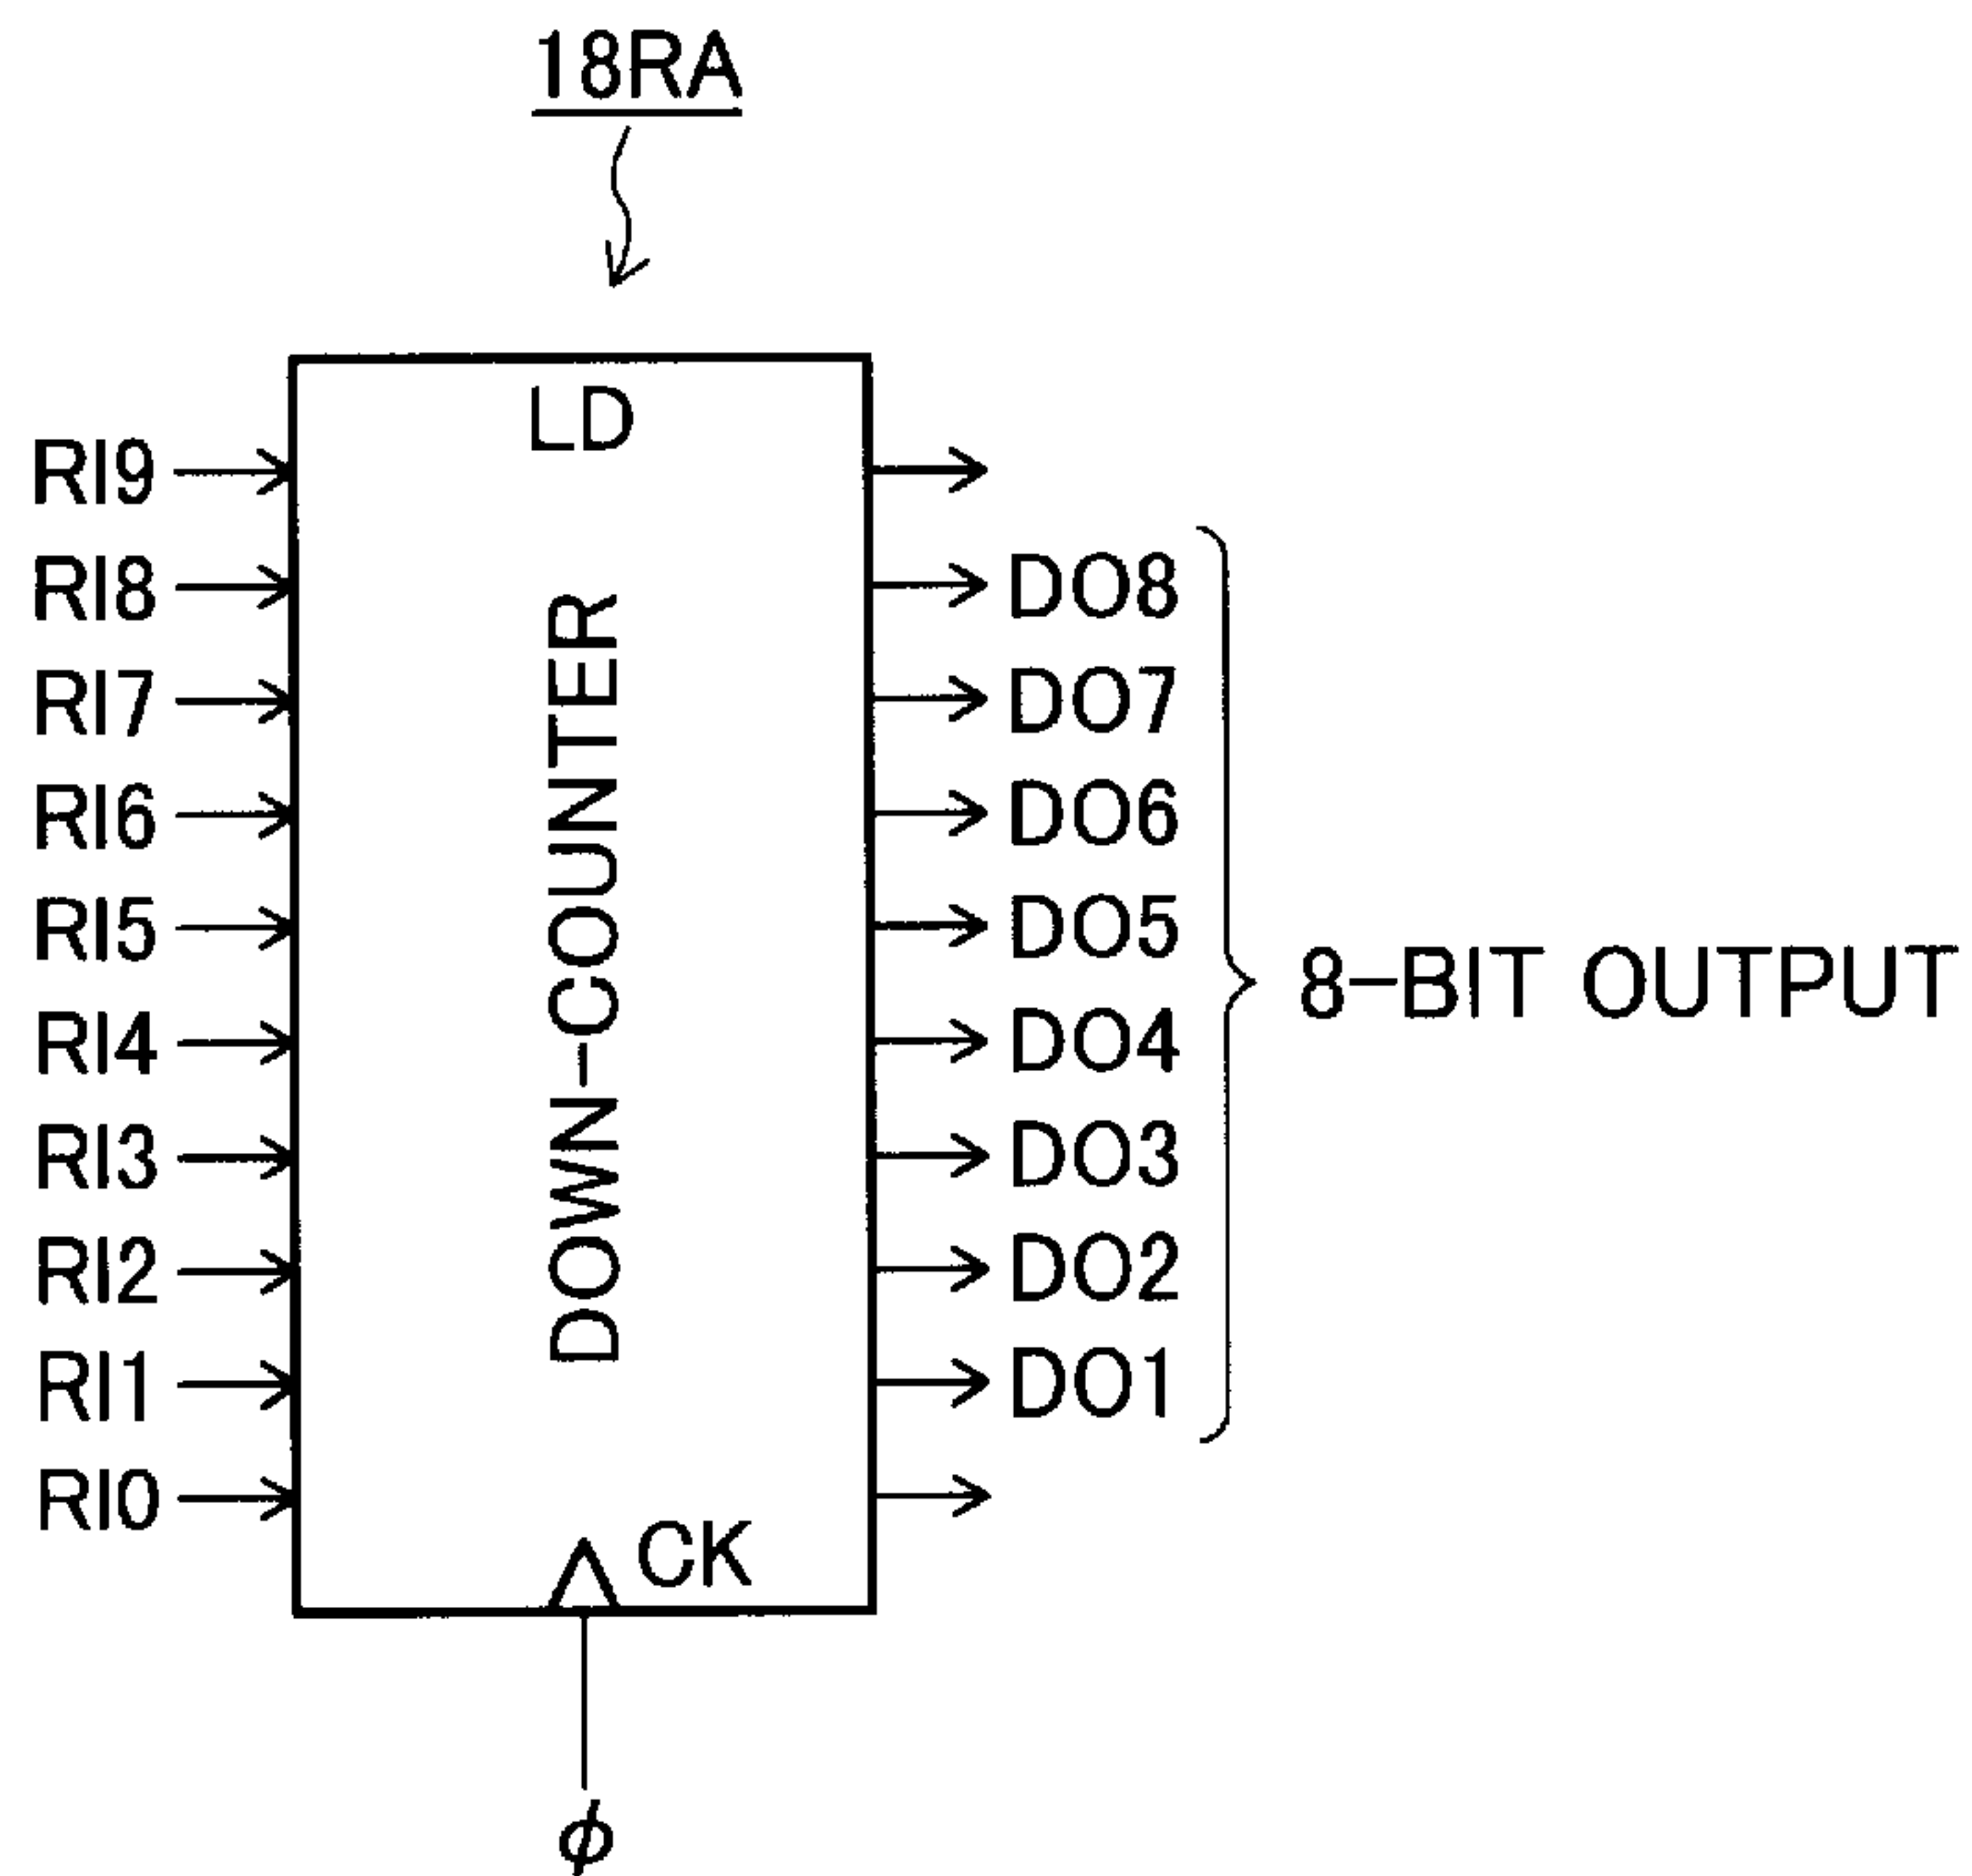 18RA
LD
RI9
RI8
RI7
RI6
RI5
RI4
RI3
RI2
RI1
RI0
DOWN-COUNTER
DO8
DO7
DO6
DO5
DO4
DO3
DO2
DO1
8-BIT OUTPUT
CK
ϕ